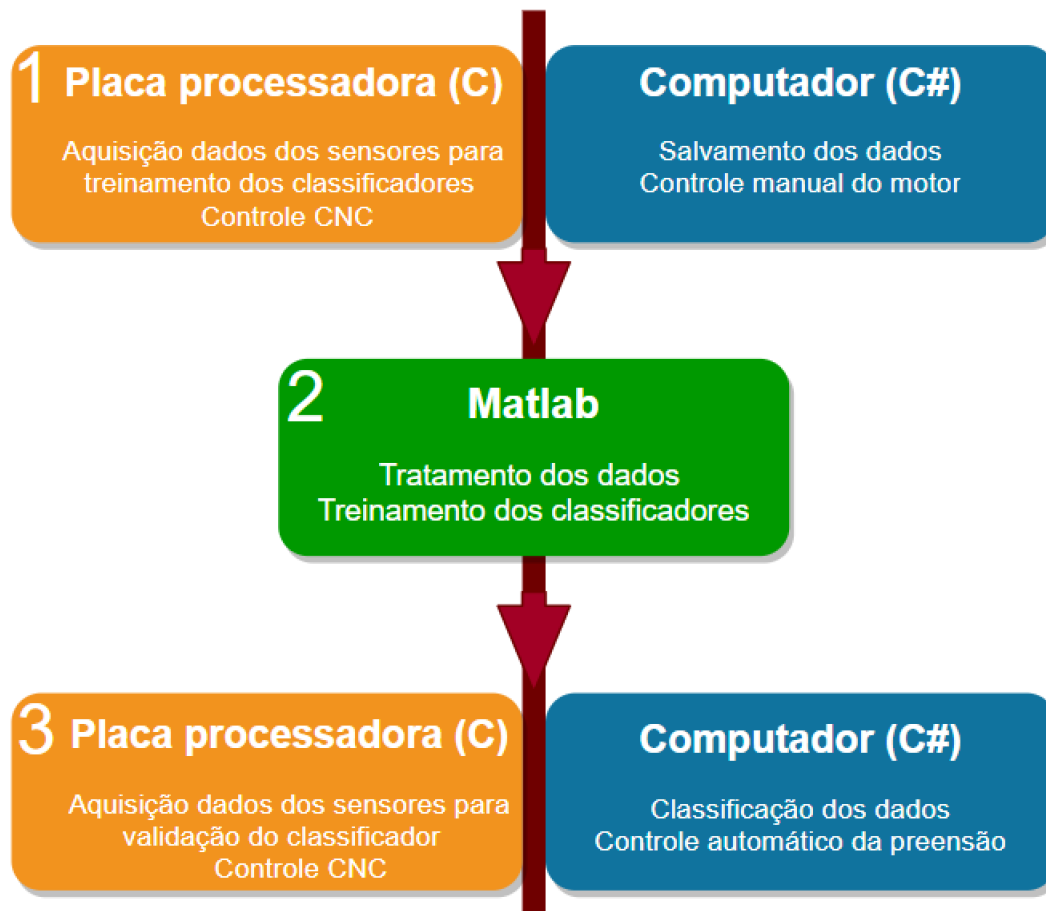 1 Placa processadora (C)
Aquisição dados dos sensores para
treinamento dos classificadores
Controle CNC
Computador (C#)
Salvamento dos dados
Controle manual do motor
2 Matlab
Tratamento dos dados
Treinamento dos classificadores
3 Placa processadora (C)
Aquisição dados dos sensores para
validação do classificador
Controle CNC
Computador (C#)
Classificação dos dados
Controle automático da preensão